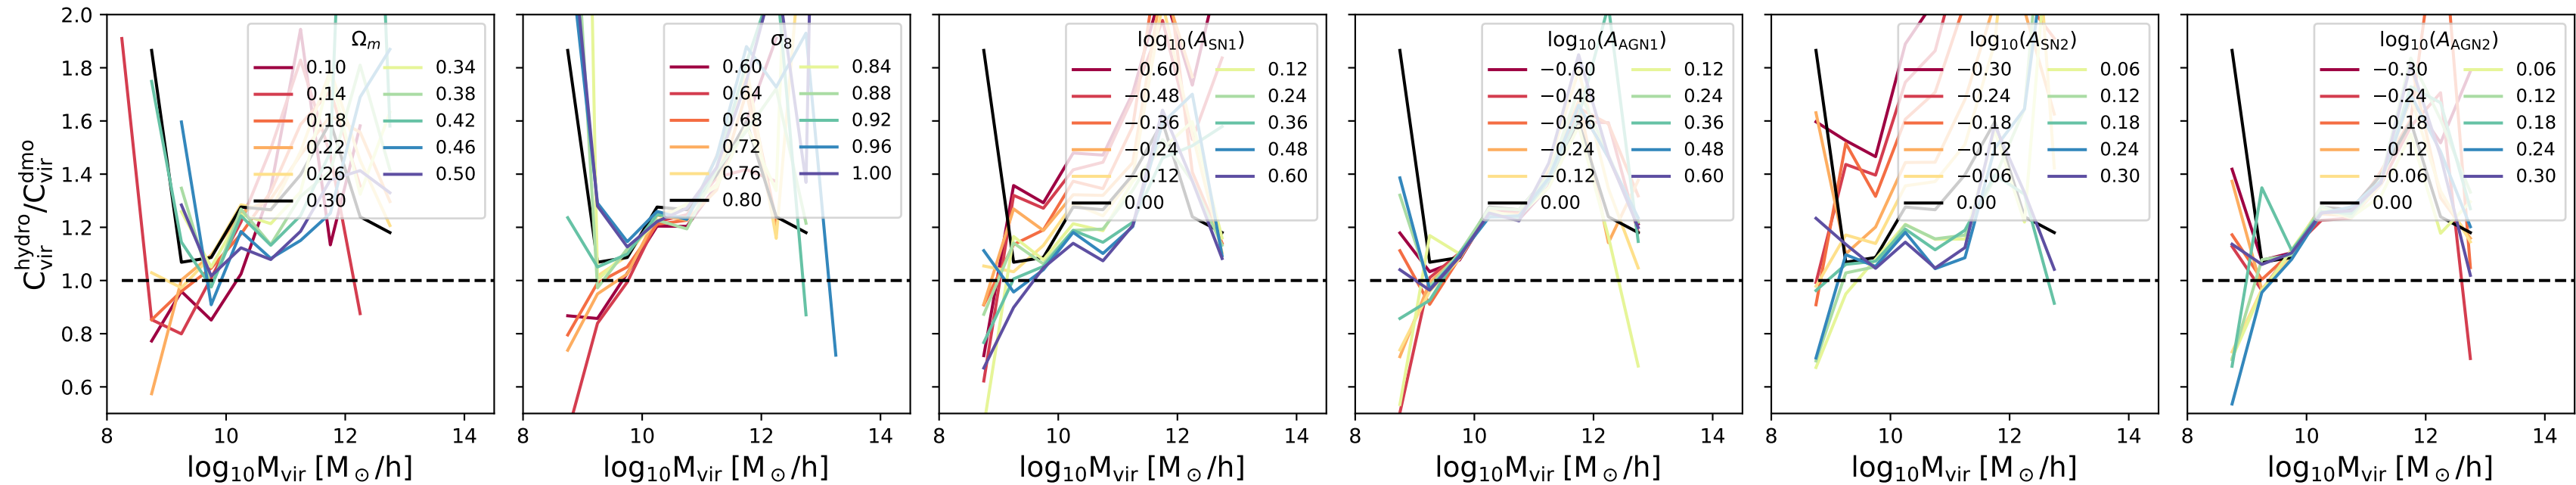 C_vir^hydro/C_vir^dmo
2.0
1.8
1.6
1.4
1.2
1.0
0.8
0.6
Ω_m
0.10 0.34
0.14 0.38
0.18 0.42
0.22 0.46
0.26 0.50
0.30
8 10 12 14
log₁₀M_vir [M_⊙/h]
σ_8
0.60 0.84
0.64 0.88
0.68 0.92
0.72 0.96
0.76 1.00
0.80
8 10 12 14
log₁₀M_vir [M_⊙/h]
log₁₀(A_SN1)
−0.60 0.12
−0.48 0.24
−0.36 0.36
−0.24 0.48
−0.12 0.60
0.00
8 10 12 14
log₁₀M_vir [M_⊙/h]
log₁₀(A_AGN1)
−0.60 0.12
−0.48 0.24
−0.36 0.36
−0.24 0.48
−0.12 0.60
0.00
8 10 12 14
log₁₀M_vir [M_⊙/h]
log₁₀(A_SN2)
−0.30 0.06
−0.24 0.12
−0.18 0.18
−0.12 0.24
−0.06 0.30
0.00
8 10 12 14
log₁₀M_vir [M_⊙/h]
log₁₀(A_AGN2)
−0.30 0.06
−0.24 0.12
−0.18 0.18
−0.12 0.24
−0.06 0.30
0.00
8 10 12 14
log₁₀M_vir [M_⊙/h]